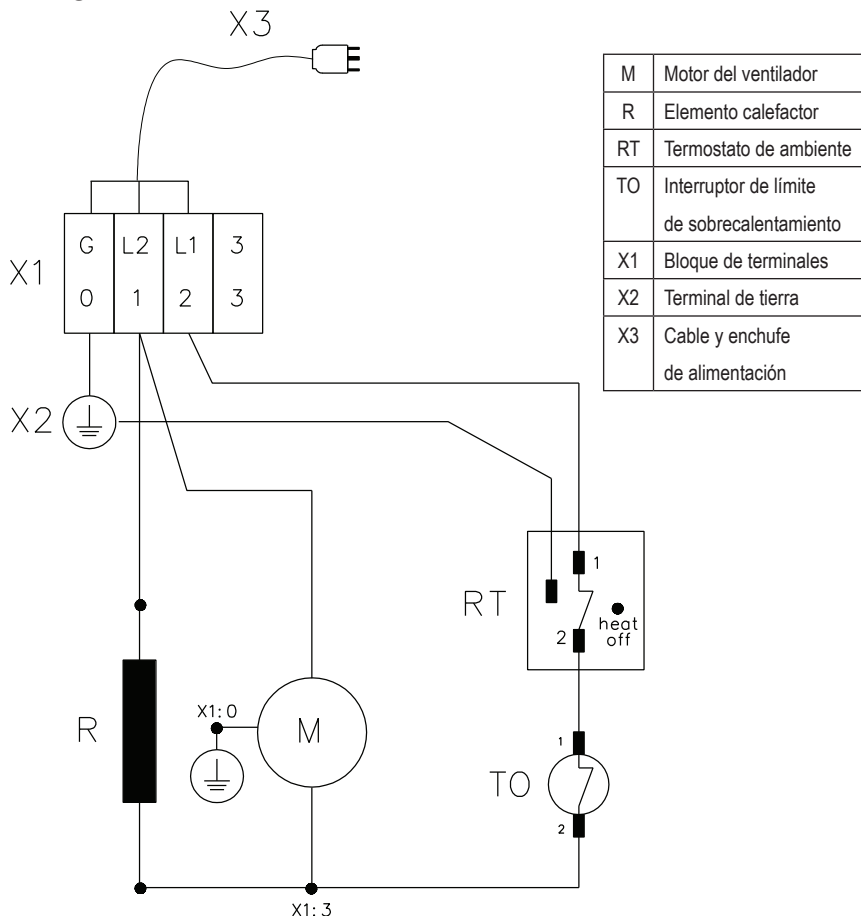 X3
M Motor del ventilador
R Elemento calefactor
RT Termostato de ambiente
TO Interruptor de límite
de sobrecalentamiento
X1 Bloque de terminales
X2 Terminal de tierra
X3 Cable y enchufe
de alimentación
G L2 L1 3
X1
0 1 2 3
X2
1
RT
heat
2 off
X1:0
R
M
1
TO
2
X1:3